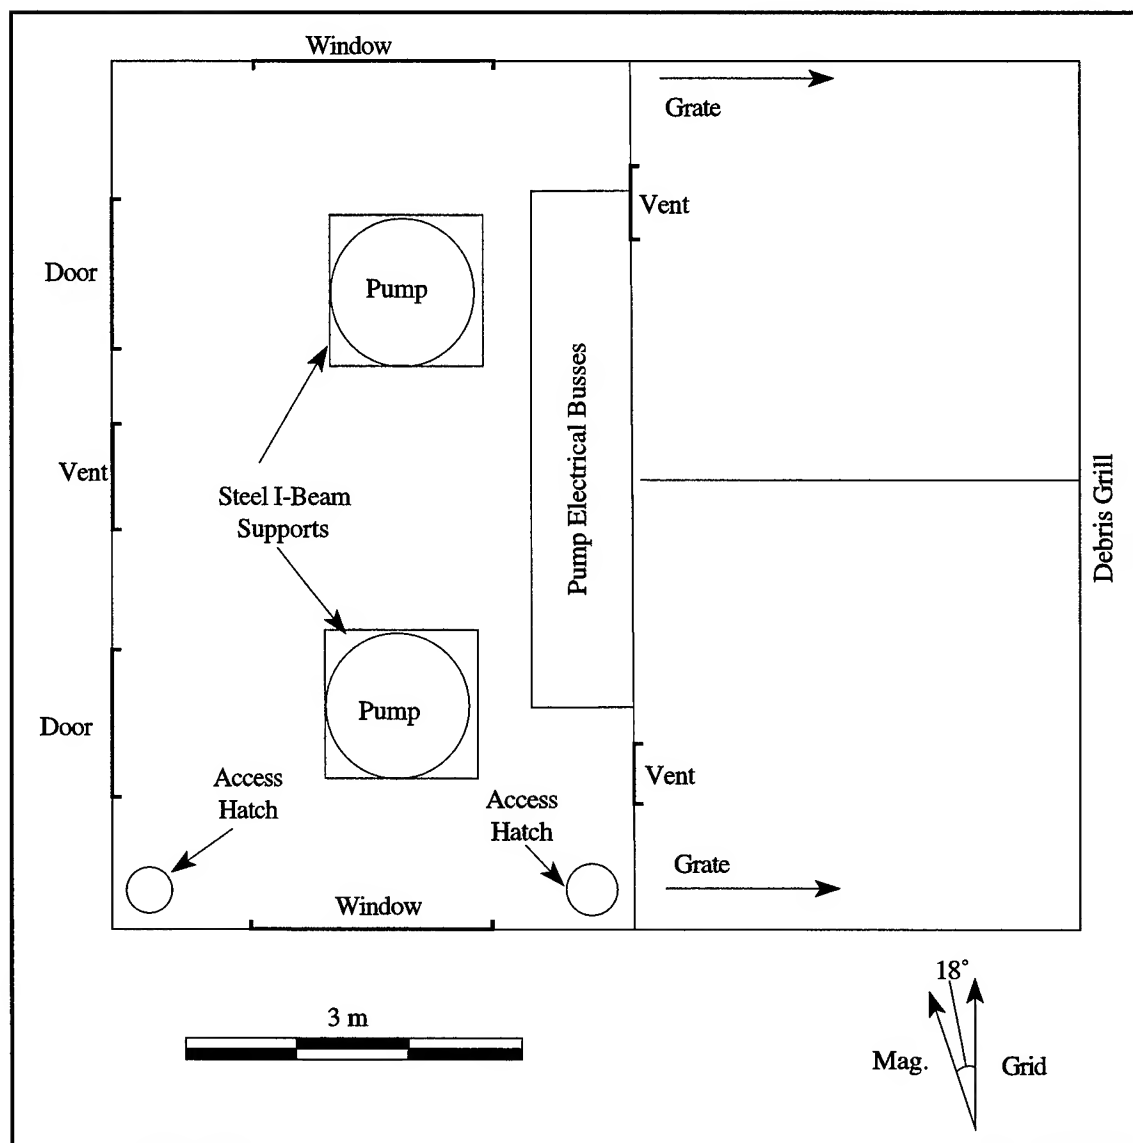 Window
Grate
Vent
Door
Pump
Vent
Steel I-Beam
Supports
Pump Electrical Busses
Debris Grill
Door
Pump
Vent
Access
Hatch
Access
Hatch
Grate
Window
3 m
18°
Mag.
Grid